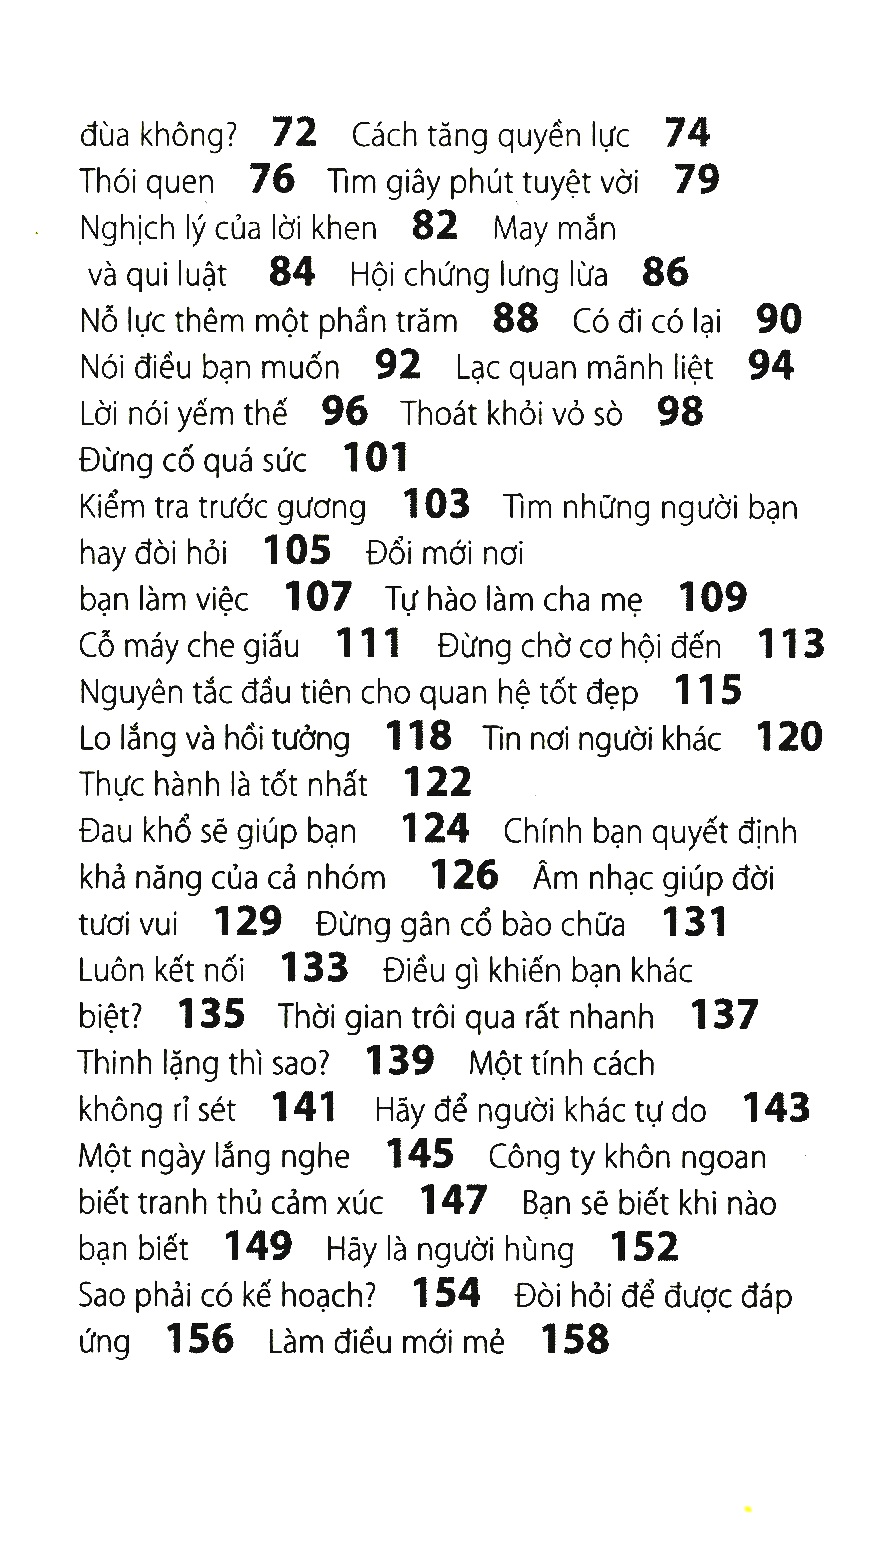 đùa không? 72 Cách tăng quyền lực 74
Thói quen 76 Tìm giây phút tuyệt vời 79
Nghịch lý của lời khen 82 May mắn
và qui luật 84 Hội chứng lưng lừa 86
Nỗ lực thêm một phần trăm 88 Có đi có lại 90
Nói điều bạn muốn 92 Lạc quan mãnh liệt 94
Lời nói yếm thế 96 Thoát khỏi vỏ sò 98
Đừng cố quá sức 101
Kiểm tra trước gương 103 Tìm những người bạn
hay đòi hỏi 105 Đổi mới nơi
bạn làm việc 107 Tự hào làm cha mẹ 109
Cỗ máy che giấu 111 Đừng chờ cơ hội đến 113
Nguyên tắc đầu tiên cho quan hệ tốt đẹp 115
Lo lắng và hồi tưởng 118 Tin nơi người khác 120
Thực hành là tốt nhất 122
Đau khổ sẽ giúp bạn 124 Chính bạn quyết định
khả năng của cả nhóm 126 Âm nhạc giúp đời
tươi vui 129 Đừng gân cổ bào chữa 131
Luôn kết nối 133 Điều gì khiến bạn khác
biệt? 135 Thời gian trôi qua rất nhanh 137
Thinh lặng thì sao? 139 Một tính cách
không rỉ sét 141 Hãy để người khác tự do 143
Một ngày lắng nghe 145 Công ty khôn ngoan
biết tranh thủ cảm xúc 147 Bạn sẽ biết khi nào
bạn biết 149 Hãy là người hùng 152
Sao phải có kế hoạch? 154 Đòi hỏi để được đáp
ứng 156 Làm điều mới mẻ 158